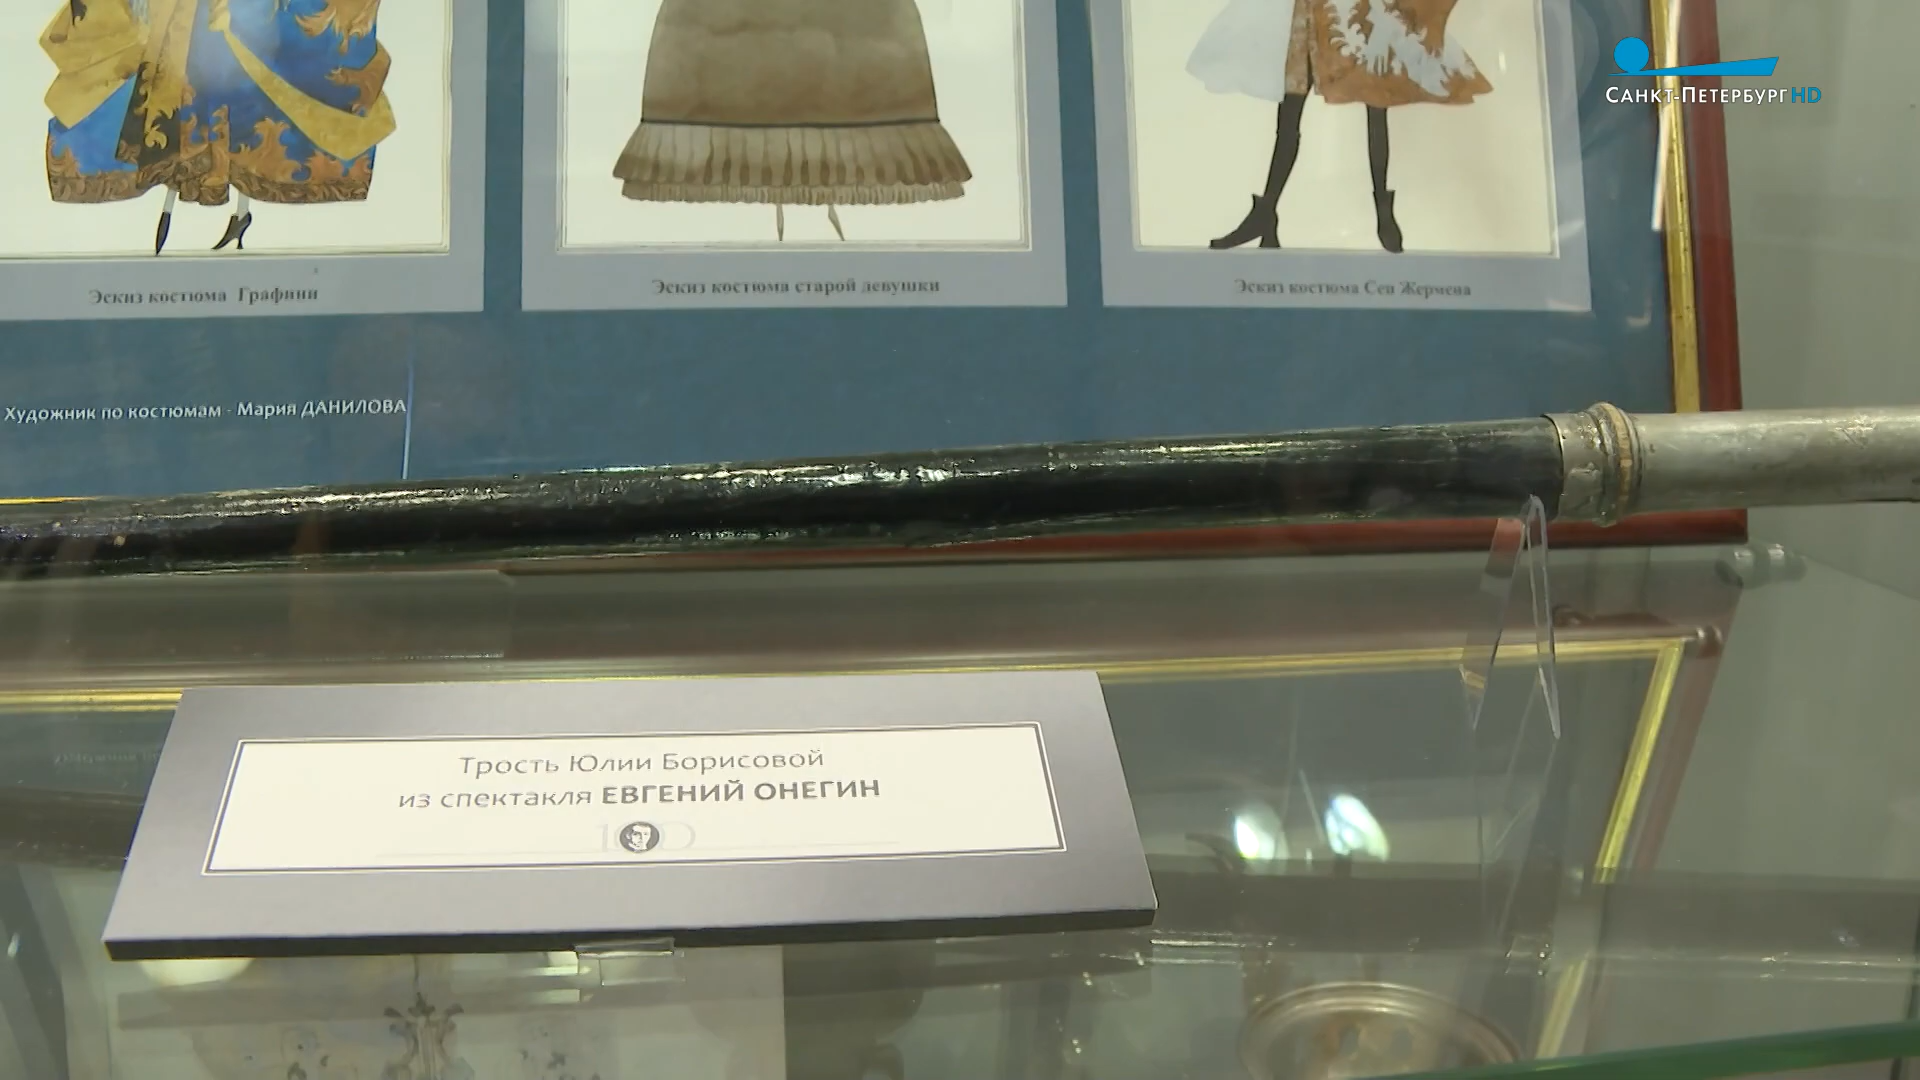 Санкт-Петербург HD
Эскиз костюма Графини
Эскиз костюма старой девушки
Эскиз костюма Сен Жермена
Художник по костюмам - Мария ДАНИЛОВА
Трость Юлии Борисовой
из спектакля ЕВГЕНИЙ ОНЕГИН
100